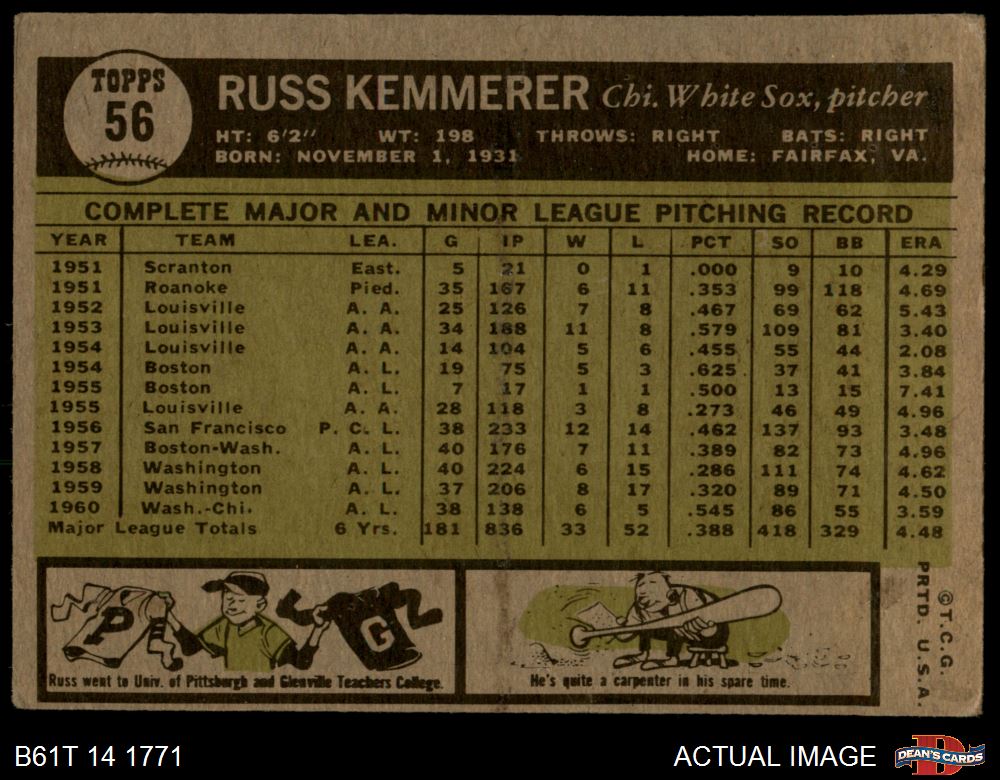 TOPPS
56
RUSS KEMMERER Chi. White Sox, pitcher
HT: 6'2" WT: 198 THROWS: RIGHT BATS: RIGHT
BORN: NOVEMBER 1, 1931 HOME: FAIRFAX, VA.
COMPLETE MAJOR AND MINOR LEAGUE PITCHING RECORD
YEAR TEAM LEA. G IP W L PCT SO BB ERA
1951 Scranton East. 5 21 0 1 .000 9 10 4.29
1951 Roanoke Pied. 35 167 6 11 .353 99 118 4.69
1952 Louisville A. A. 25 126 7 8 .467 69 62 5.43
1953 Louisville A. A. 34 188 11 8 .579 109 81 3.40
1954 Louisville A. A. 14 104 5 6 .455 55 44 2.08
1954 Boston A. L. 19 75 5 3 .625 37 41 3.84
1955 Boston A. L. 7 17 1 1 .500 13 15 7.41
1955 Louisville A. A. 28 118 3 8 .273 46 49 4.96
1956 San Francisco P. C. L. 38 233 12 14 .462 137 93 3.48
1957 Boston-Wash. A. L. 40 176 7 11 .389 82 73 4.96
1958 Washington A. L. 40 224 6 15 .286 111 74 4.62
1959 Washington A. L. 37 206 8 17 .320 89 71 4.50
1960 Wash.-Chi. A. L. 38 138 6 5 .545 86 55 3.59
Major League Totals 6 Yrs. 181 836 33 52 .388 418 329 4.48
P
G
Russ went to Univ. of Pittsburgh and Glenville Teachers College.
He's quite a carpenter in his spare time.
©T.C.G.
PRTD. U.S.A.
B61T 14 1771
ACTUAL IMAGE
D
DEAN'S CARDS